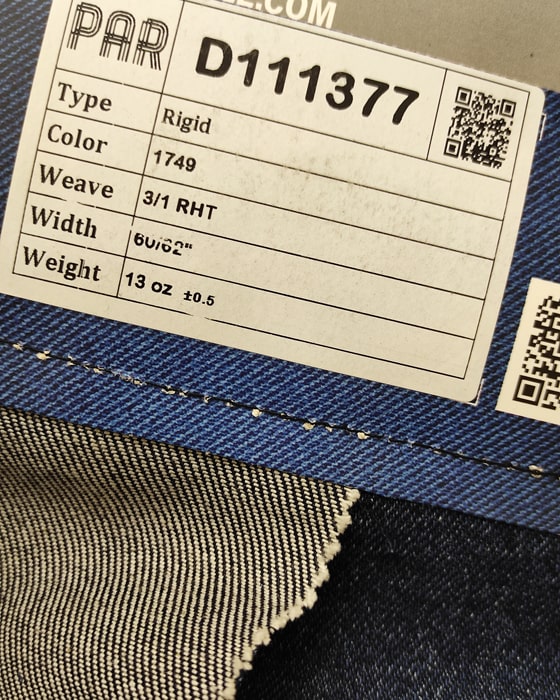 .COM
PAR
D111377
Type Rigid
Color 1749
Weave 3/1 RHT
Width 60/62"
Weight 13 oz ±0.5